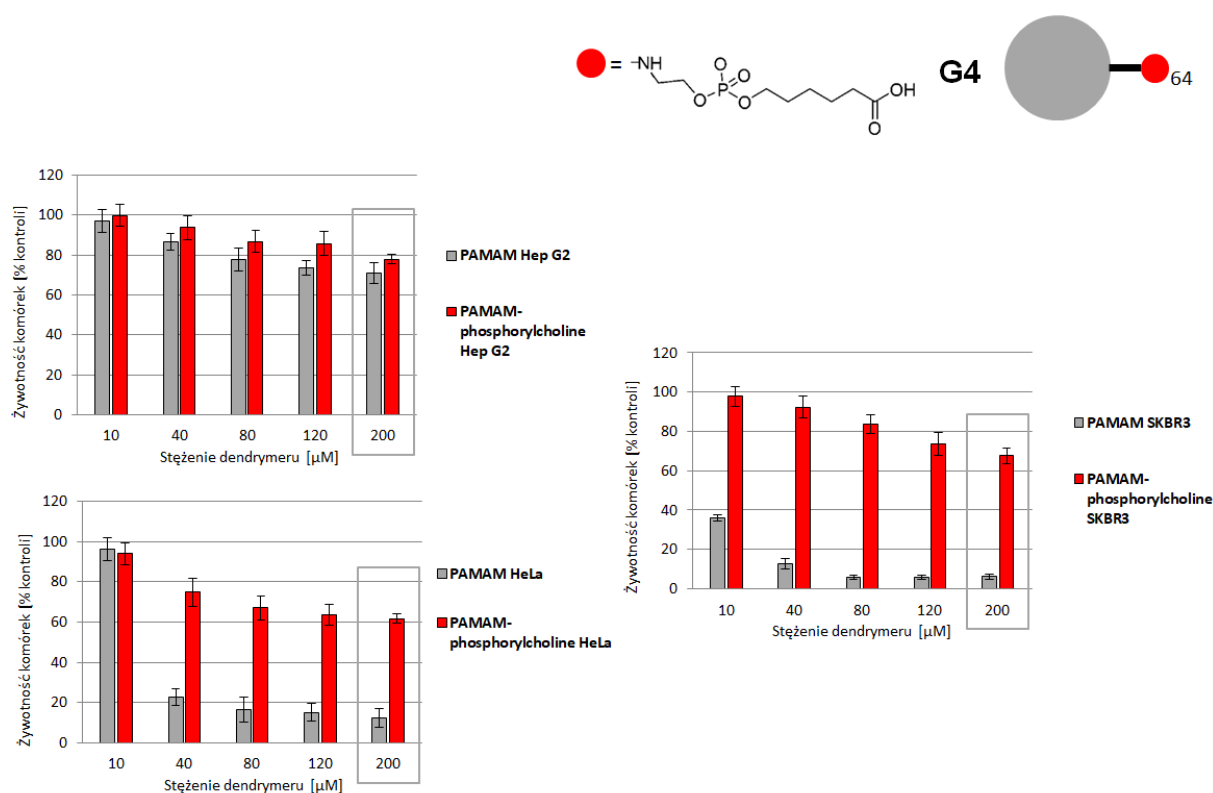 = NH O O P O O OH O G4 64
120
100
80
60
40
20
0
Żywotność komórek [% kontroli]
10 40 80 120 200
Stężenie dendrymeru [µM]
PAMAM Hep G2
PAMAM-
phosphorylcholine
Hep G2
120
100
80
60
40
20
0
Żywotność komórek [% kontroli]
10 40 80 120 200
Stężenie dendrymeru [µM]
PAMAM SKBR3
PAMAM-
phosphorylcholine
SKBR3
120
100
80
60
40
20
0
Żywotność komórek [% kontroli]
10 40 80 120 200
Stężenie dendrymeru [µM]
PAMAM HeLa
PAMAM-
phosphorylcholine HeLa